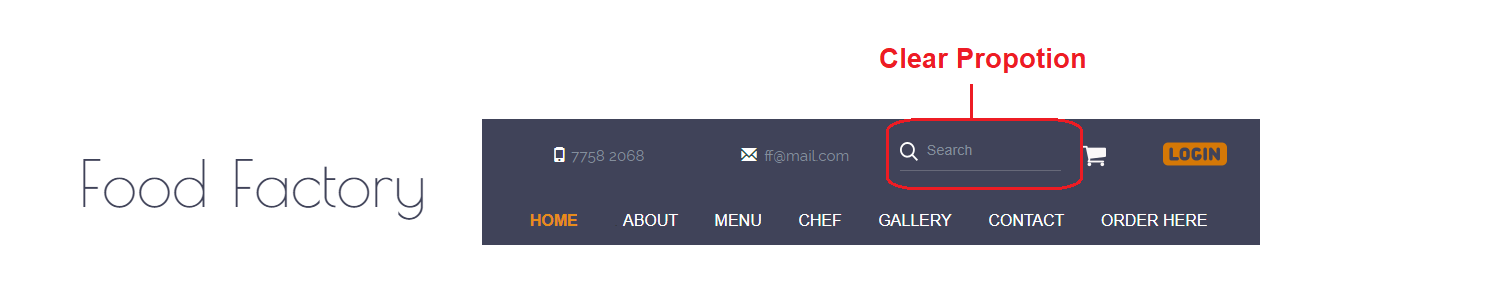 Clear Propotion
7758 2068 ff@mail.com Search LOGIN
Food Factory
HOME ABOUT MENU CHEF GALLERY CONTACT ORDER HERE